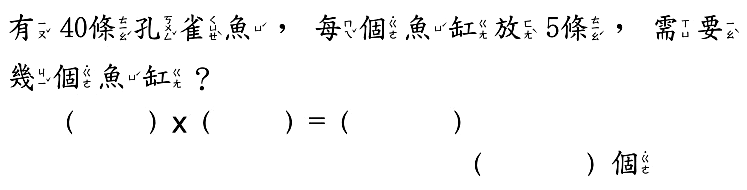 有 40條孔雀魚， 每個魚缸放 5條， 需要
幾個魚缸？
(      ) x (      ) = (        )
(        ) 個